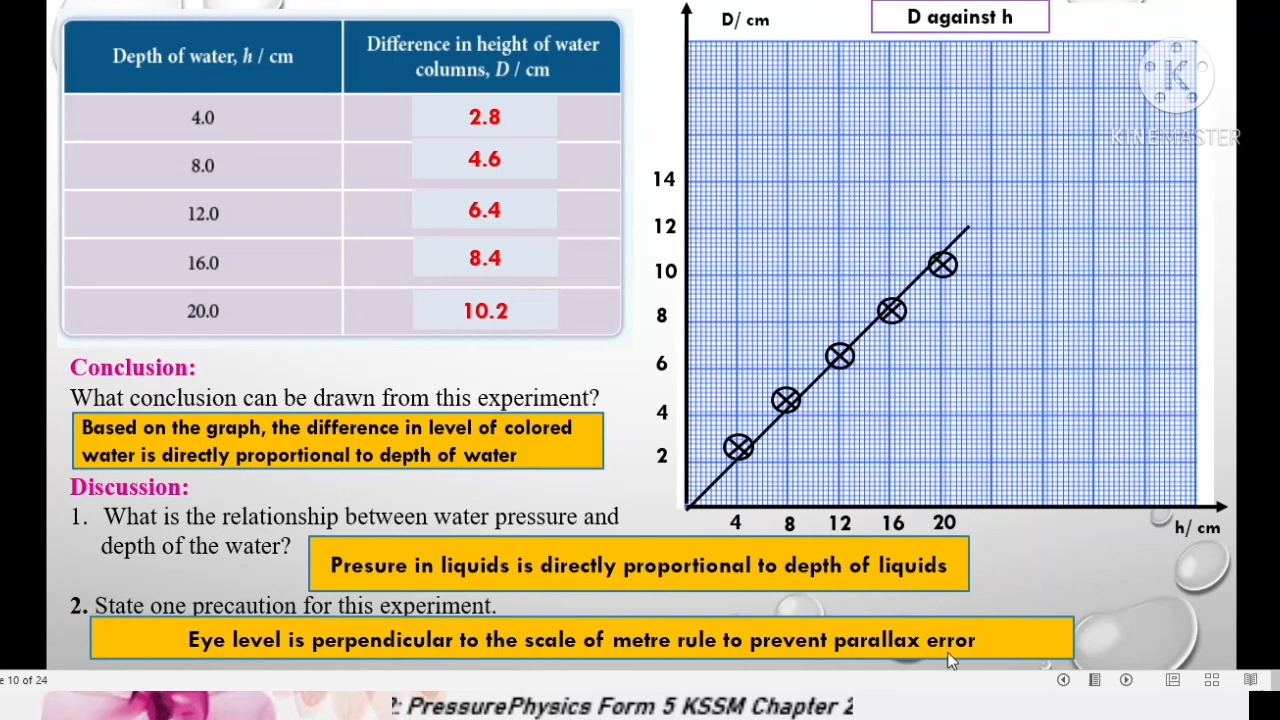 Depth of water, h / cm
Difference in height of water
columns, D / cm
4.0
2.8
8.0
4.6
12.0
6.4
16.0
8.4
20.0
10.2
Conclusion:
What conclusion can be drawn from this experiment?
Based on the graph, the difference in level of colored
water is directly proportional to depth of water
Discussion:
1. What is the relationship between water pressure and
depth of the water?
Presure in liquids is directly proportional to depth of liquids
2. State one precaution for this experiment.
Eye level is perpendicular to the scale of metre rule to prevent parallax error
D/ cm
D against h
K
KINEMASTER
14
12
10
8
6
4
2
4 8 12 16 20
h/ cm
e 10 of 24
2: Pressure Physics Form 5 KSSM Chapter 2